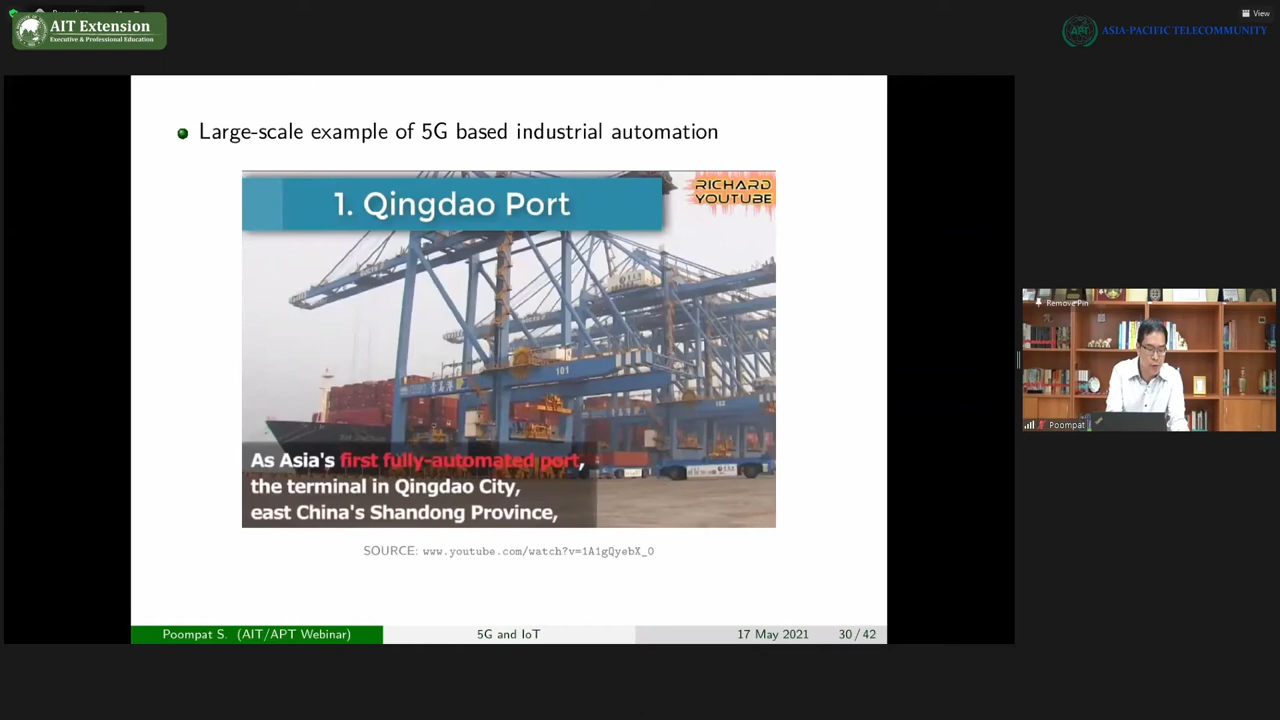 AIT Extension
Executive & Professional Education
View
APT
ASIA-PACIFIC TELECOMMUNITY
Large-scale example of 5G based industrial automation
1. Qingdao Port
RICHARD
YOUTUBE
101
102
As Asia's first fully-automated port,
the terminal in Qingdao City,
east China's Shandong Province,
SOURCE: www.youtube.com/watch?v=1A1gQyebX_0
Remove Pin
Poompat
Poompat S. (AIT/APT Webinar)
5G and IoT
17 May 2021
30/42